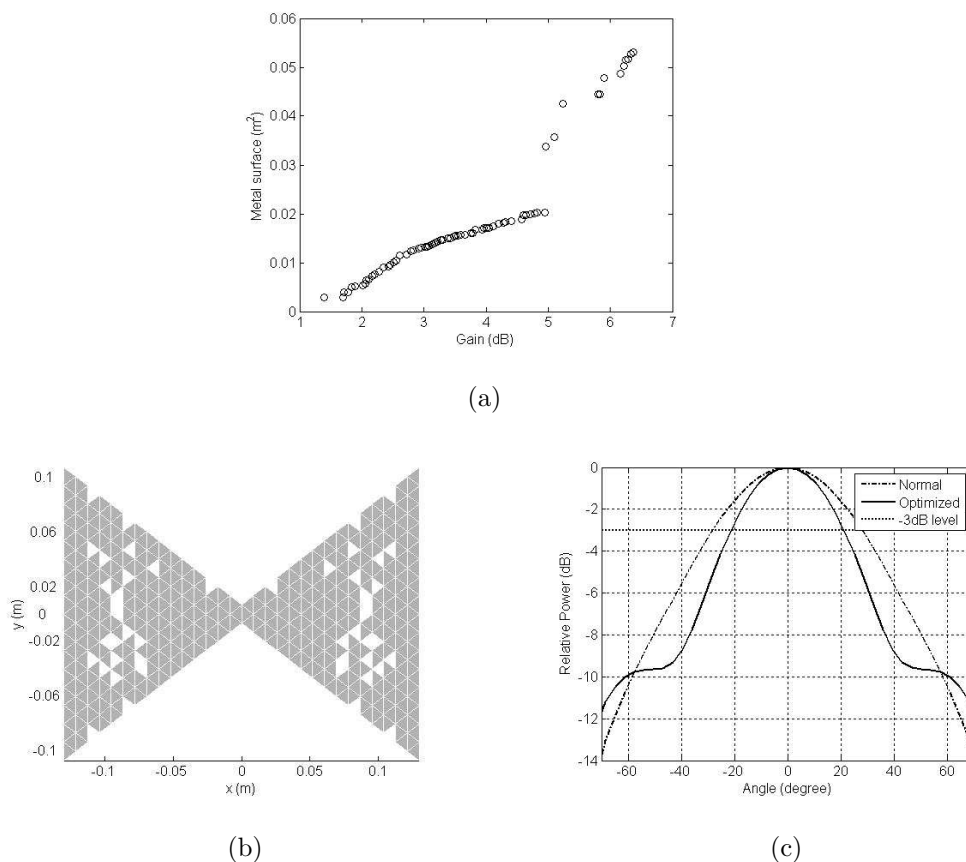 0.06
0.05
0.04
0.03
0.02
0.01
0
Metal surface (m²)
1 2 3 4 5 6 7
Gain (dB)
(a)
0.1
0.06
0.02
0
-0.02
-0.06
-0.1
y (m)
-0.1 -0.05 0 0.05 0.1
x (m)
(b)
0
-2
-4
-6
-8
-10
-12
-14
Relative Power (dB)
Normal
Optimized
-3dB level
-60 -40 -20 0 20 40 60
Angle (degree)
(c)